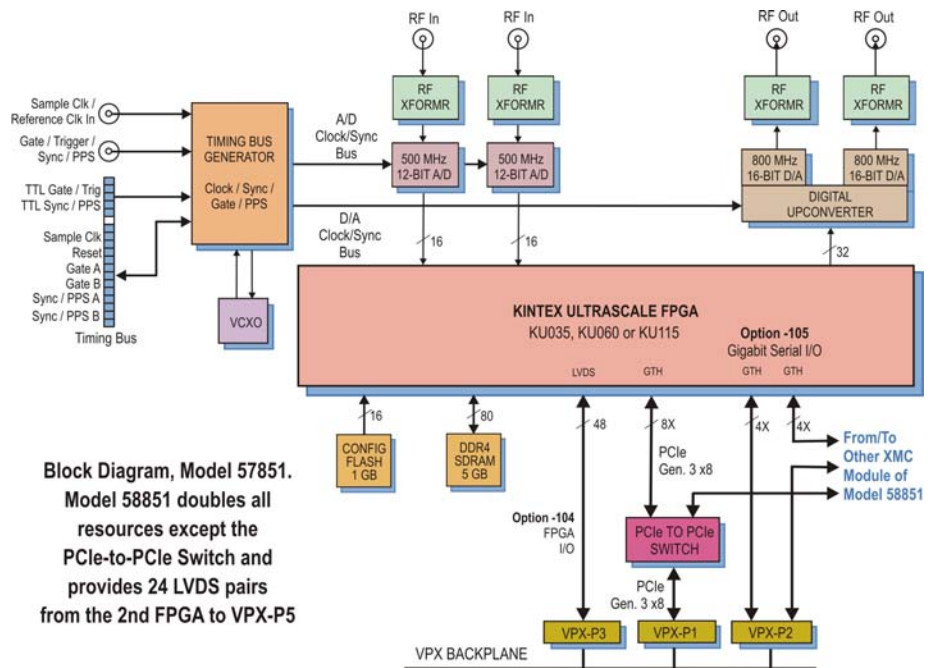 RF In
RF In
RF Out
RF Out
RF
XFORMR
RF
XFORMR
RF
XFORMR
RF
XFORMR
Sample Clk /
Reference Clk In
Gate / Trigger /
Sync / PPS
TTL Gate / Trig
TTL Sync / PPS
Sample Clk
Reset
Gate A
Gate B
Sync / PPS A
Sync / PPS B
Timing Bus
TIMING BUS
GENERATOR
Clock / Sync /
Gate / PPS
VCXO
A/D
Clock/Sync
Bus
D/A
Clock/Sync
Bus
500 MHz
12-BIT A/D
500 MHz
12-BIT A/D
800 MHz
16-BIT D/A
800 MHz
16-BIT D/A
DIGITAL
UPCONVERTER
16
16
32
KINTEX ULTRASCALE FPGA
KU035, KU060 or KU115
Option -105
Gigabit Serial I/O
LVDS
GTH
GTH
GTH
16
80
48
8X
4X
4X
CONFIG
FLASH
1 GB
DDR4
SDRAM
5 GB
PCIe
Gen. 3 x8
From/To
Other XMC
Module of
Model 58851
Option -104
FPGA
I/O
PCIe TO PCIe
SWITCH
PCIe
Gen. 3 x8
VPX-P3
VPX-P1
VPX-P2
VPX BACKPLANE
Block Diagram, Model 57851.
Model 58851 doubles all
resources except the
PCIe-to-PCIe Switch and
provides 24 LVDS pairs
from the 2nd FPGA to VPX-P5